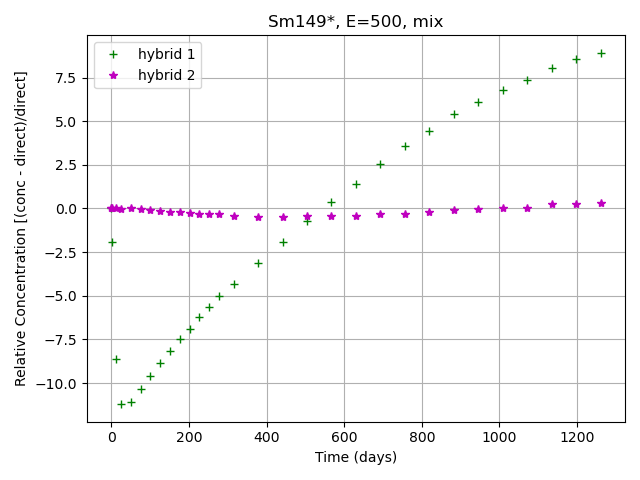 Sm149*, E=500, mix
hybrid 1
hybrid 2
Relative Concentration [(conc - direct)/direct]
7.5
5.0
2.5
0.0
−2.5
−5.0
−7.5
−10.0
0 200 400 600 800 1000 1200
Time (days)